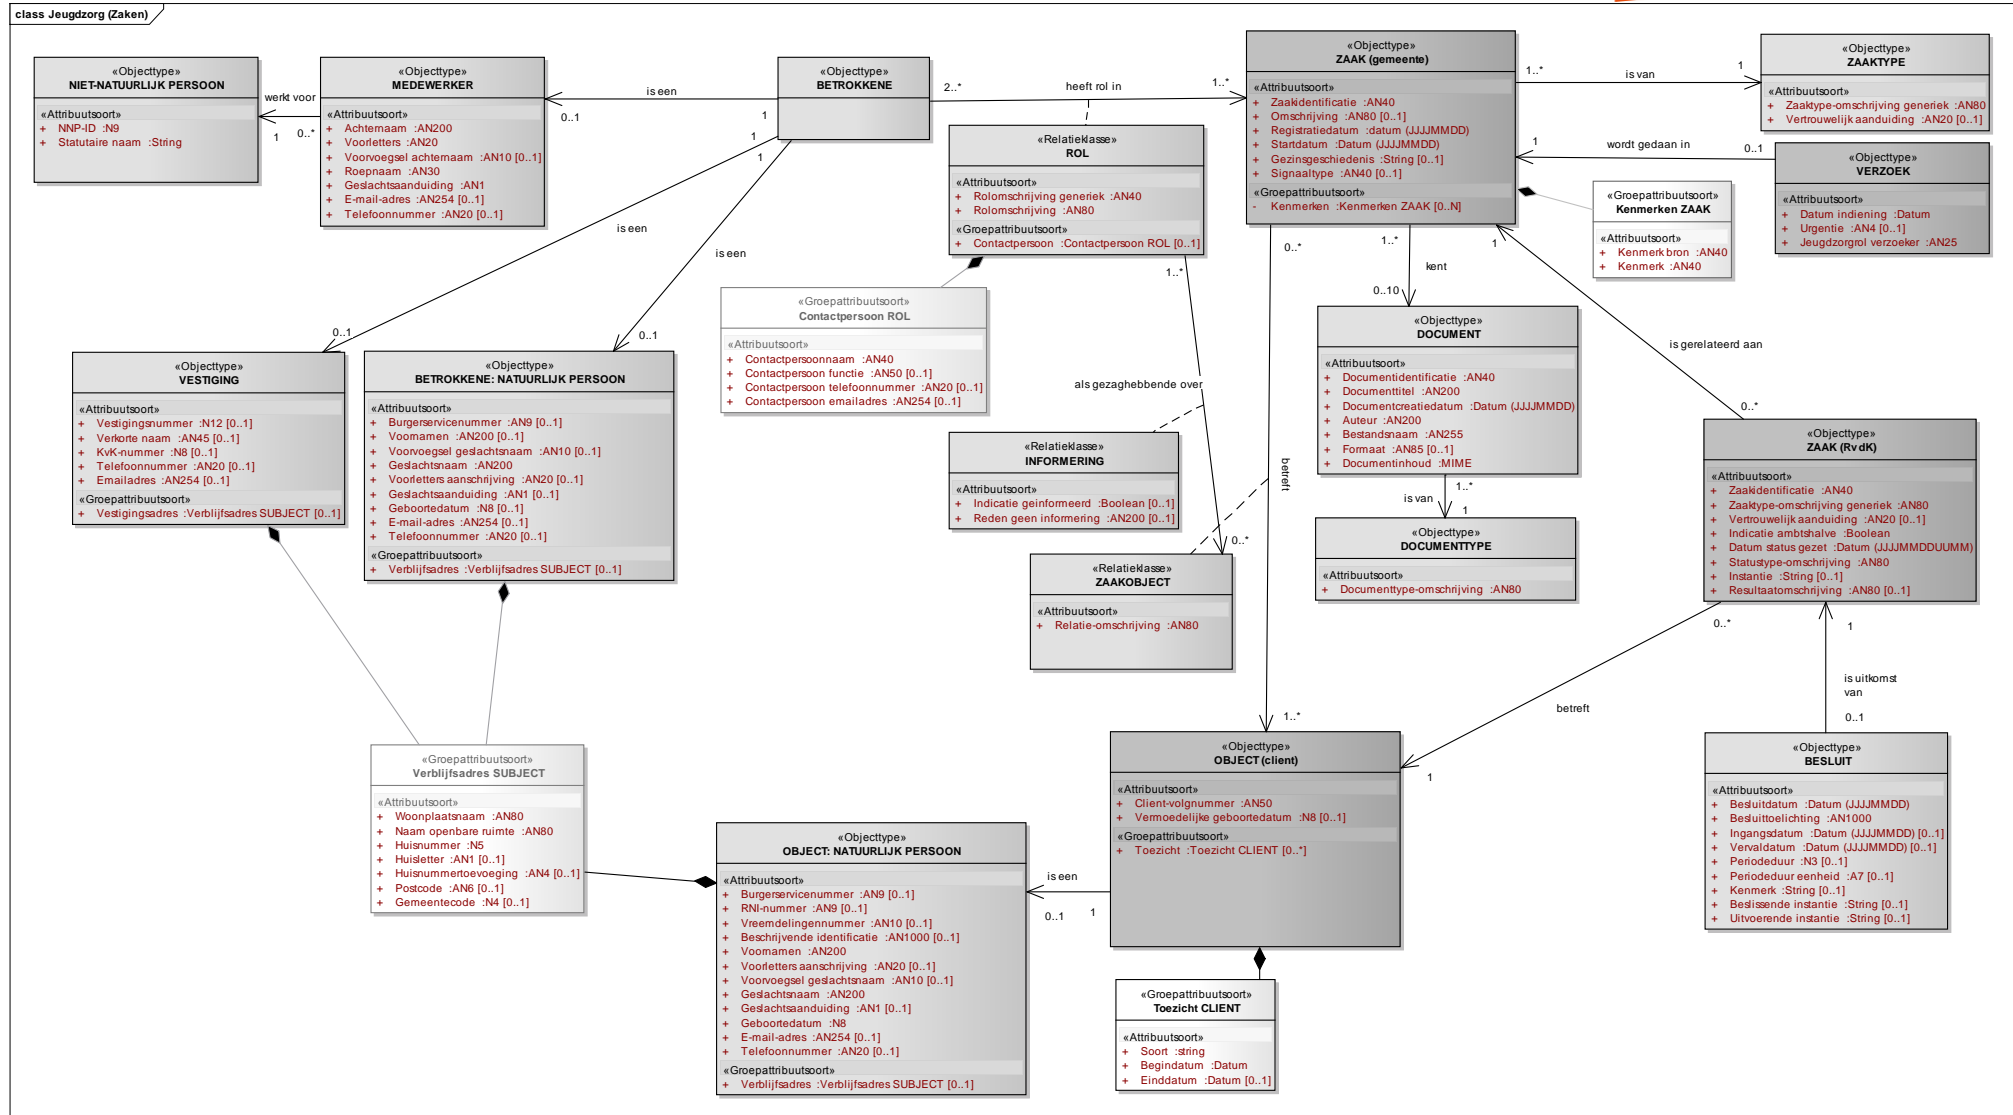 class Jeugdzorg (Zaken)
«Objecttype»
NIET-NATUURLIJK PERSOON
«Attribuutsoort»
+ NNP-ID :N9
+ Statutaire naam :String
werkt voor
1
0..*
«Objecttype»
MEDEWERKER
«Attribuutsoort»
+ Achternaam :AN200
+ Voorletters :AN20
+ Voorvoegsel achternaam :AN10 [0..1]
+ Roepnaam :AN30
+ Geslachtsaanduiding :AN1
+ E-mail-adres :AN254 [0..1]
+ Telefoonnummer :AN20 [0..1]
is een
0..1
1
«Objecttype»
BETROKKENE
1
1
2..*
heeft rol in
1..*
«Objecttype»
ZAAK (gemeente)
«Attribuutsoort»
+ Zaakidentificatie :AN40
+ Omschrijving :AN80 [0..1]
+ Registratiedatum :datum (JJJJMMDD)
+ Startdatum :Datum (JJJJMMDD)
+ Gezinsgeschiedenis :String [0..1]
+ Signaaltype :AN40 [0..1]
«Groepattribuutsoort»
- Kenmerken :Kenmerken ZAAK [0..N]
1..*
is van
1
«Objecttype»
ZAAKTYPE
«Attribuutsoort»
+ Zaaktype-omschrijving generiek :AN80
+ Vertrouwelijk aanduiding :AN20 [0..1]
1
wordt gedaan in
0..1
«Objecttype»
VERZOEK
«Attribuutsoort»
+ Datum indiening :Datum
+ Urgentie :AN4 [0..1]
+ Jeugdzorgrol verzoeker :AN25
«Groepattribuutsoort»
Kenmerken ZAAK
«Attribuutsoort»
+ Kenmerk bron :AN40
+ Kenmerk :AN40
«Relatieklasse»
ROL
«Attribuutsoort»
+ Rolomschrijving generiek :AN40
+ Rolomschrijving :AN80
«Groepattribuutsoort»
+ Contactpersoon :Contactpersoon ROL [0..1]
is een
is een
0..1
0..1
1..*
0..*
1..*
kent
0..10
1
is gerelateerd aan
0..*
«Groepattribuutsoort»
Contactpersoon ROL
«Attribuutsoort»
+ Contactpersoonnaam :AN40
+ Contactpersoon functie :AN50 [0..1]
+ Contactpersoon telefoonnummer :AN20 [0..1]
+ Contactpersoon emailadres :AN254 [0..1]
«Objecttype»
DOCUMENT
«Attribuutsoort»
+ Documentidentificatie :AN40
+ Documenttitel :AN200
+ Documentcreatiedatum :Datum (JJJJMMDD)
+ Auteur :AN200
+ Bestandsnaam :AN255
+ Formaat :AN85 [0..1]
+ Documentinhoud :MIME
«Objecttype»
VESTIGING
«Attribuutsoort»
+ Vestigingsnummer :N12 [0..1]
+ Verkorte naam :AN45 [0..1]
+ KvK-nummer :N8 [0..1]
+ Telefoonnummer :AN20 [0..1]
+ Emailadres :AN254 [0..1]
«Groepattribuutsoort»
+ Vestigingsadres :Verblijfsadres SUBJECT [0..1]
«Objecttype»
BETROKKENE: NATUURLIJK PERSOON
«Attribuutsoort»
+ Burgerservicenummer :AN9 [0..1]
+ Voornamen :AN200 [0..1]
+ Voorvoegsel geslachtsnaam :AN10 [0..1]
+ Geslachtsnaam :AN200
+ Voorletters aanschrijving :AN20 [0..1]
+ Geslachtsaanduiding :AN1 [0..1]
+ Geboortedatum :N8 [0..1]
+ E-mail-adres :AN254 [0..1]
+ Telefoonnummer :AN20 [0..1]
«Groepattribuutsoort»
+ Verblijfsadres :Verblijfsadres SUBJECT [0..1]
als gezaghebbende over
betreft
«Relatieklasse»
INFORMERING
«Attribuutsoort»
+ Indicatie geinformeerd :Boolean [0..1]
+ Reden geen informering :AN200 [0..1]
0..*
«Relatieklasse»
ZAAKOBJECT
«Attribuutsoort»
+ Relatie-omschrijving :AN80
is van
1..*
1
«Objecttype»
DOCUMENTTYPE
«Attribuutsoort»
+ Documenttype-omschrijving :AN80
«Objecttype»
ZAAK (RvdK)
«Attribuutsoort»
+ Zaakidentificatie :AN40
+ Zaaktype-omschrijving generiek :AN80
+ Vertrouwelijk aanduiding :AN20 [0..1]
+ Indicatie ambtshalve :Boolean
+ Datum status gezet :Datum (JJJJMMDDUUMM)
+ Statustype-omschrijving :AN80
+ Instantie :String [0..1]
+ Resultaatomschrijving :AN80 [0..1]
0..*
betreft
1
1
is uitkomst
van
0..1
1..*
«Groepattribuutsoort»
Verblijfsadres SUBJECT
«Attribuutsoort»
+ Woonplaatsnaam :AN80
+ Naam openbare ruimte :AN80
+ Huisnummer :N5
+ Huisletter :AN1 [0..1]
+ Huisnummertoevoeging :AN4 [0..1]
+ Postcode :AN6 [0..1]
+ Gemeentecode :N4 [0..1]
«Objecttype»
OBJECT (client)
«Attribuutsoort»
+ Client-volgnummer :AN50
+ Vermoedelijke geboortedatum :N8 [0..1]
«Groepattribuutsoort»
+ Toezicht :Toezicht CLIENT [0..*]
«Objecttype»
BESLUIT
«Attribuutsoort»
+ Besluitdatum :Datum (JJJJMMDD)
+ Besluittoelichting :AN1000
+ Ingangsdatum :Datum (JJJJMMDD) [0..1]
+ Vervaldatum :Datum (JJJJMMDD) [0..1]
+ Periodeduur :N3 [0..1]
+ Periodeduur eenheid :A7 [0..1]
+ Kenmerk :String [0..1]
+ Beslissende instantie :String [0..1]
+ Uitvoerende instantie :String [0..1]
«Objecttype»
OBJECT: NATUURLIJK PERSOON
«Attribuutsoort»
+ Burgerservicenummer :AN9 [0..1]
+ RNI-nummer :AN9 [0..1]
+ Vreemdelingennummer :AN10 [0..1]
+ Beschrijvende identificatie :AN1000 [0..1]
+ Voornamen :AN200
+ Voorletters aanschrijving :AN20 [0..1]
+ Voorvoegsel geslachtsnaam :AN10 [0..1]
+ Geslachtsnaam :AN200
+ Geslachtsaanduiding :AN1 [0..1]
+ Geboortedatum :N8
+ E-mail-adres :AN254 [0..1]
+ Telefoonnummer :AN20 [0..1]
«Groepattribuutsoort»
+ Verblijfsadres :Verblijfsadres SUBJECT [0..1]
is een
0..1
1
«Groepattribuutsoort»
Toezicht CLIENT
«Attribuutsoort»
+ Soort :string
+ Begindatum :Datum
+ Einddatum :Datum [0..1]